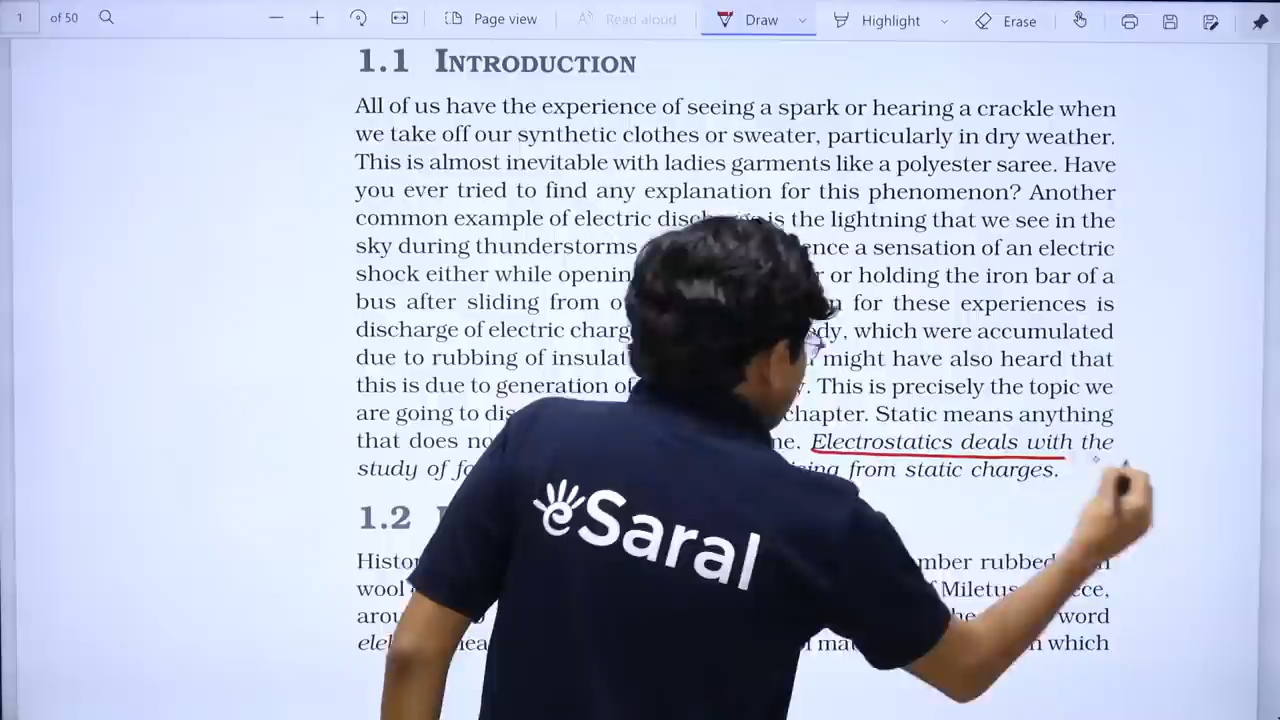 1
of 50
Page view
Read aloud
Draw
Highlight
Erase
1.1 INTRODUCTION
All of us have the experience of seeing a spark or hearing a crackle when
we take off our synthetic clothes or sweater, particularly in dry weather.
This is almost inevitable with ladies garments like a polyester saree. Have
you ever tried to find any explanation for this phenomenon? Another
common example of electric discharge is the lightning that we see in the
sky during thunderstorms ence a sensation of an electric
shock either while openin r or holding the iron bar of a
bus after sliding from o n for these experiences is
discharge of electric charg dy, which were accumulated
due to rubbing of insulat might have also heard that
this is due to generation of y. This is precisely the topic we
are going to dis chapter. Static means anything
that does no me. Electrostatics deals with the
study of fo ising from static charges.
1.2
Histor mber rubbed
wool f Miletus ece,
arou word
elek mea f mat n which
eSaral